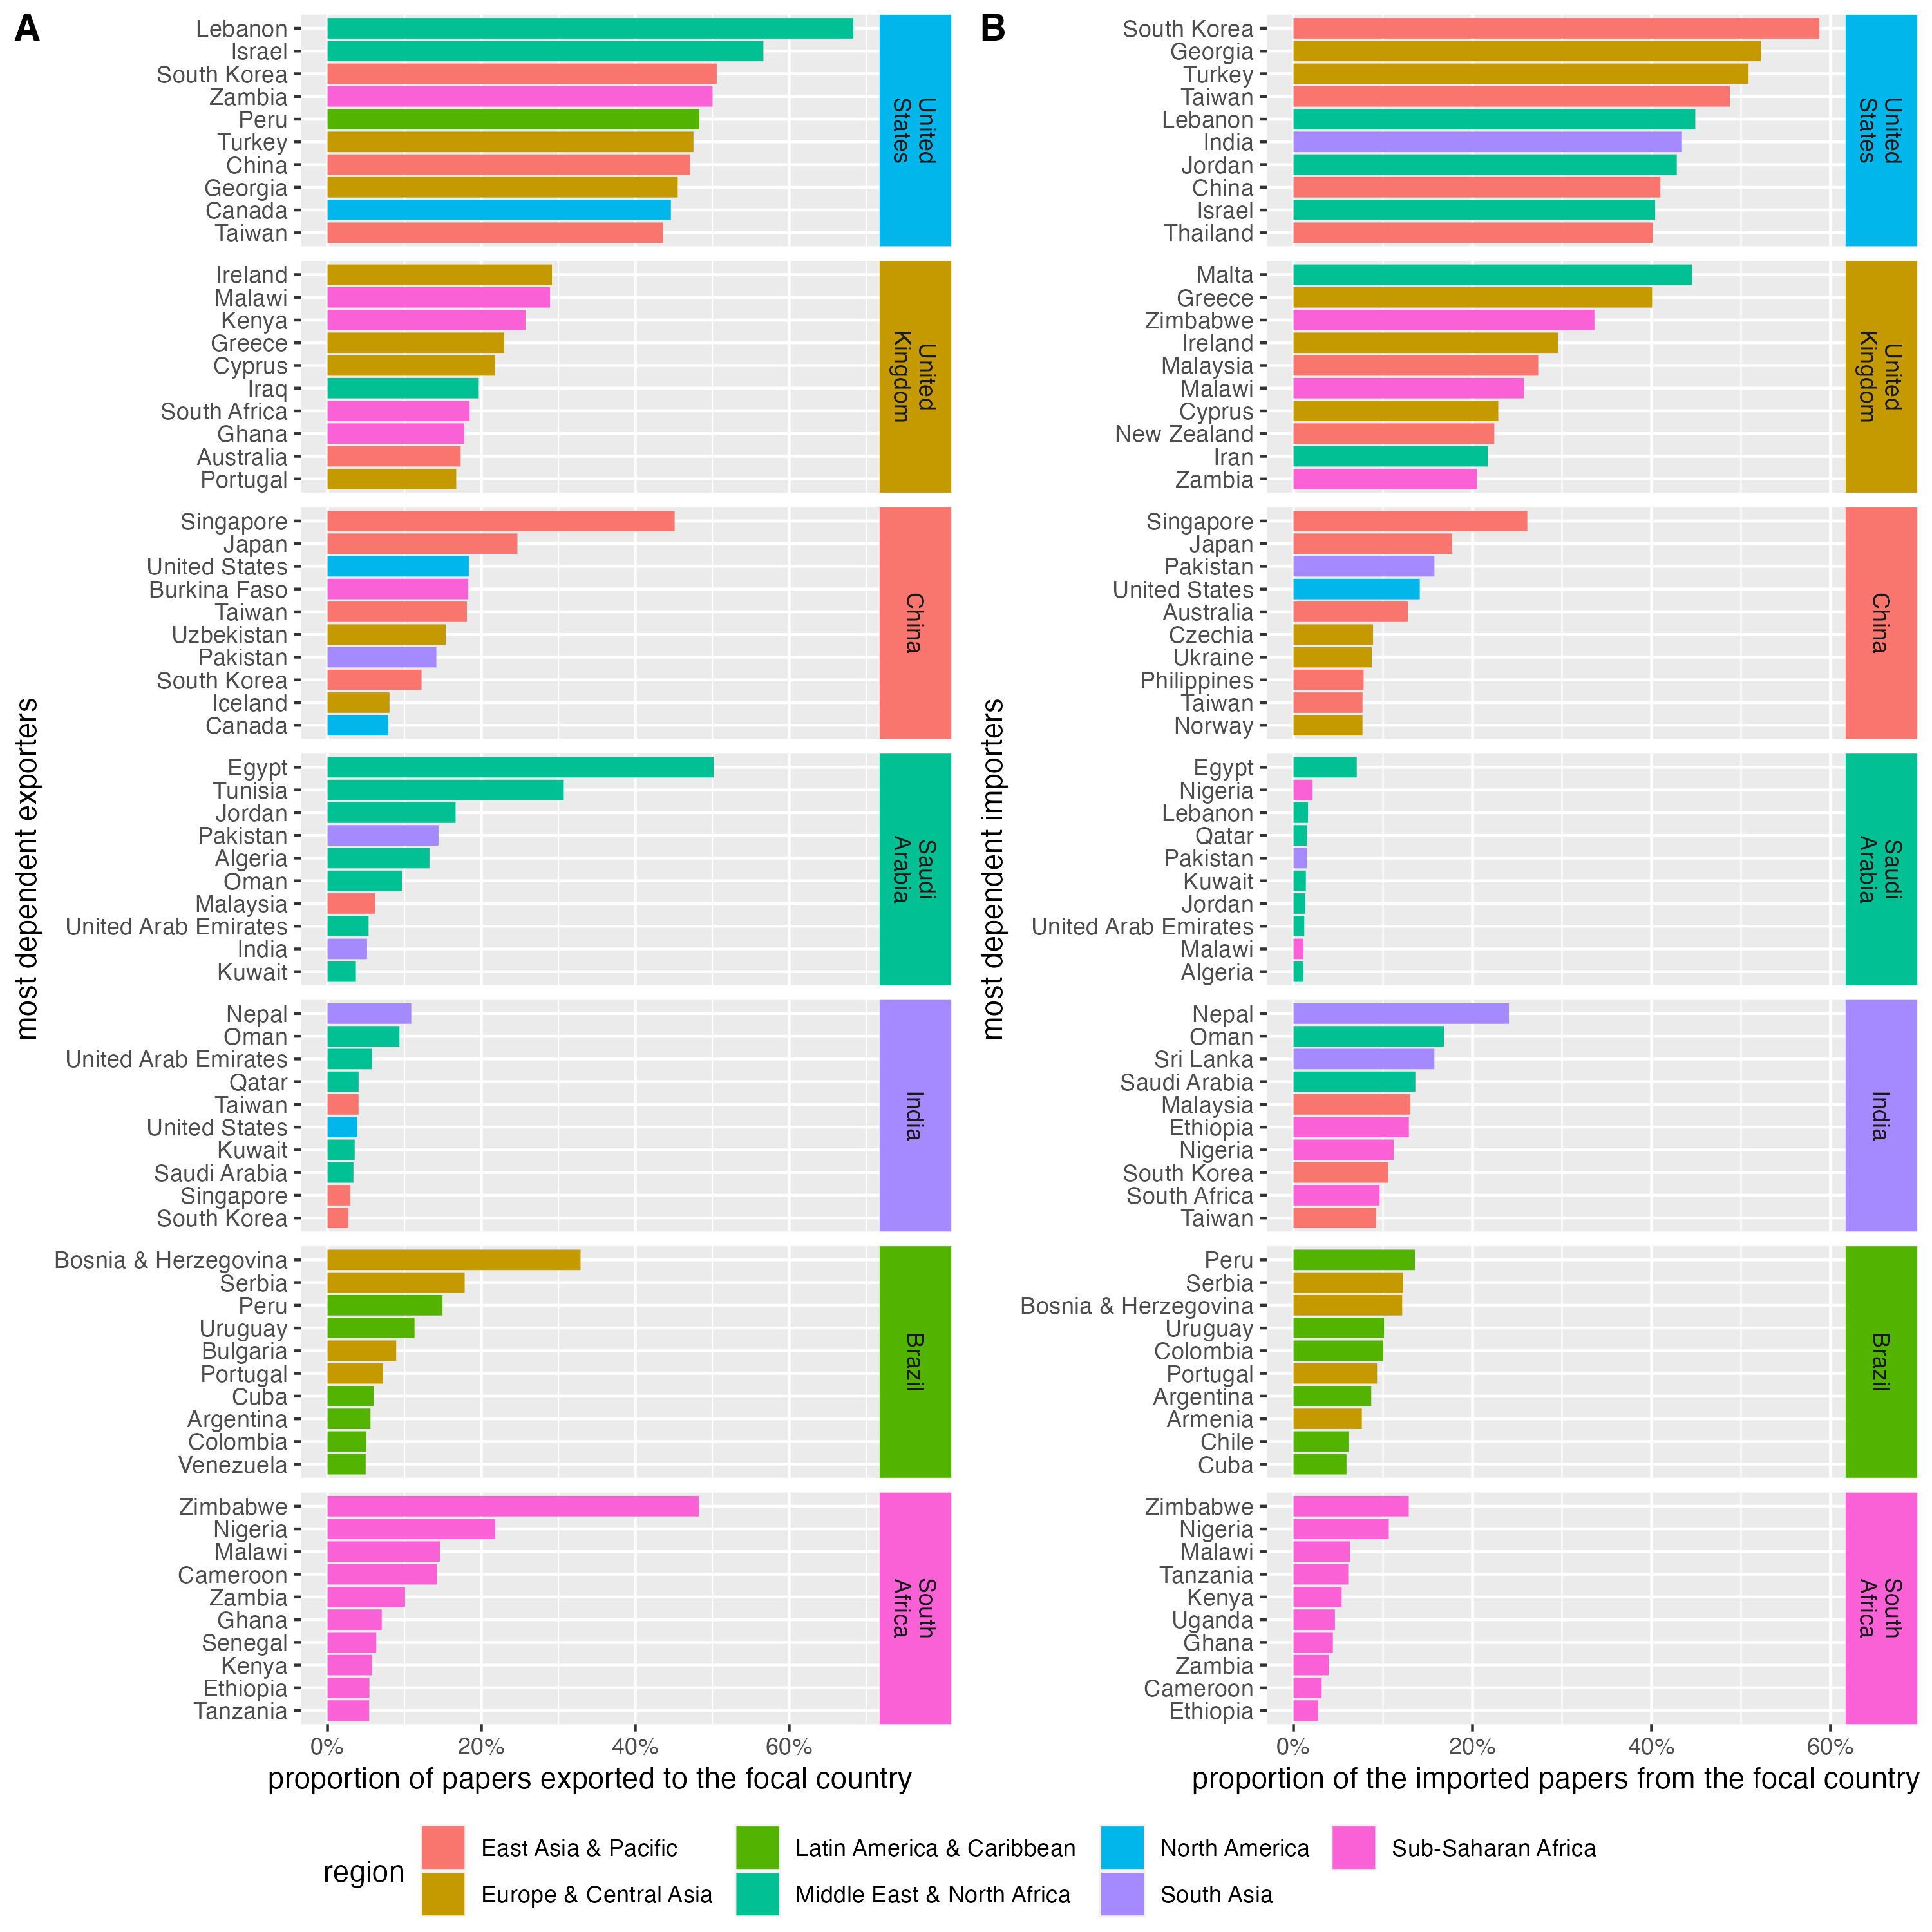 A
most dependent exporters
Lebanon
Israel
South Korea
Zambia
Peru
Turkey
China
Georgia
Canada
Taiwan
United
States
Ireland
Malawi
Kenya
Greece
Cyprus
Iraq
South Africa
Ghana
Australia
Portugal
United
Kingdom
Singapore
Japan
United States
Burkina Faso
Taiwan
Uzbekistan
Pakistan
South Korea
Iceland
Canada
China
Egypt
Tunisia
Jordan
Pakistan
Algeria
Oman
Malaysia
United Arab Emirates
India
Kuwait
Saudi
Arabia
Nepal
Oman
United Arab Emirates
Qatar
Taiwan
United States
Kuwait
Saudi Arabia
Singapore
South Korea
India
Bosnia & Herzegovina
Serbia
Peru
Uruguay
Bulgaria
Portugal
Cuba
Argentina
Colombia
Venezuela
Brazil
Zimbabwe
Nigeria
Malawi
Cameroon
Zambia
Ghana
Senegal
Kenya
Ethiopia
Tanzania
South
Africa
0% 20% 40% 60%
proportion of papers exported to the focal country
B
most dependent importers
South Korea
Georgia
Turkey
Taiwan
Lebanon
India
Jordan
China
Israel
Thailand
United
States
Malta
Greece
Zimbabwe
Ireland
Malaysia
Malawi
Cyprus
New Zealand
Iran
Zambia
United
Kingdom
Singapore
Japan
Pakistan
United States
Australia
Czechia
Ukraine
Philippines
Taiwan
Norway
China
Egypt
Nigeria
Lebanon
Qatar
Pakistan
Kuwait
Jordan
United Arab Emirates
Malawi
Algeria
Saudi
Arabia
Nepal
Oman
Sri Lanka
Saudi Arabia
Malaysia
Ethiopia
Nigeria
South Korea
South Africa
Taiwan
India
Peru
Serbia
Bosnia & Herzegovina
Uruguay
Colombia
Portugal
Argentina
Armenia
Chile
Cuba
Brazil
Zimbabwe
Nigeria
Malawi
Tanzania
Kenya
Uganda
Ghana
Zambia
Cameroon
Ethiopia
South
Africa
0% 20% 40% 60%
proportion of the imported papers from the focal country
region
East Asia & Pacific
Europe & Central Asia
Latin America & Caribbean
Middle East & North Africa
North America
South Asia
Sub-Saharan Africa